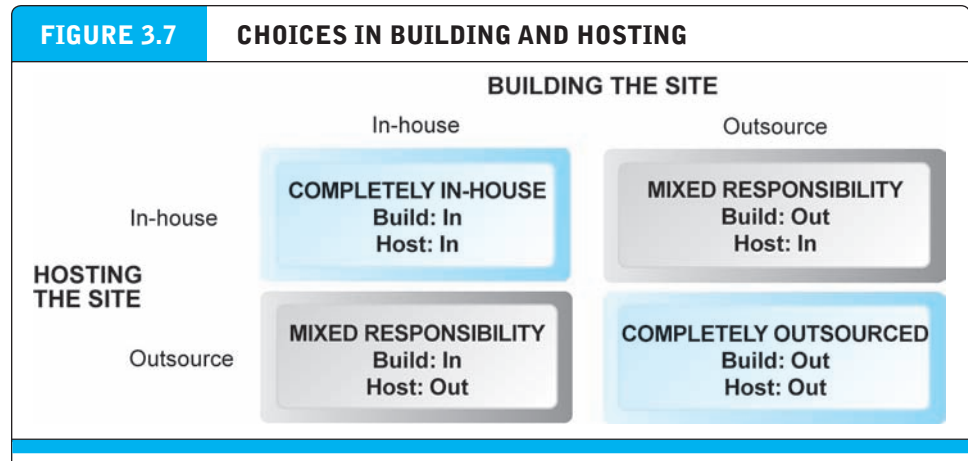 FIGURE 3.7 CHOICES IN BUILDING AND HOSTING
BUILDING THE SITE
In-house Outsource
In-house
COMPLETELY IN-HOUSE
Build: In
Host: In
MIXED RESPONSIBILITY
Build: Out
Host: In
HOSTING
THE SITE
Outsource
MIXED RESPONSIBILITY
Build: In
Host: Out
COMPLETELY OUTSOURCED
Build: Out
Host: Out